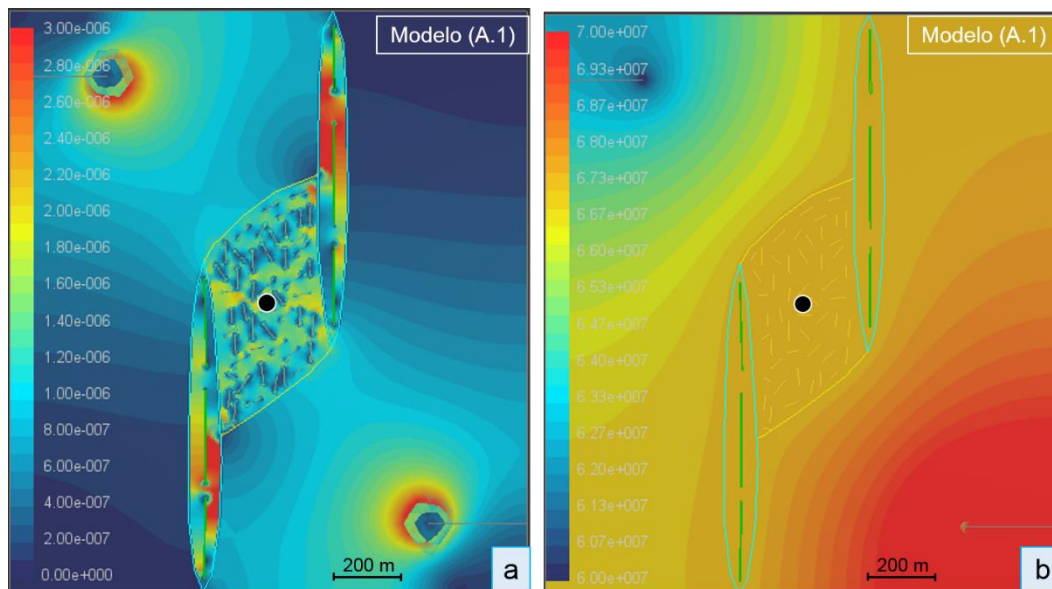 Modelo (A.1)
3.00e-006
2.80e-006
2.60e-006
2.40e-006
2.20e-006
2.00e-006
1.80e-006
1.60e-006
1.40e-006
1.20e-006
1.00e-006
8.00e-007
6.00e-007
4.00e-007
2.00e-007
0.00e+000
200 m
a
Modelo (A.1)
7.00e+007
6.93e+007
6.87e+007
6.80e+007
6.73e+007
6.67e+007
6.60e+007
6.53e+007
6.47e+007
6.40e+007
6.33e+007
6.27e+007
6.20e+007
6.13e+007
6.07e+007
6.00e+007
200 m
b